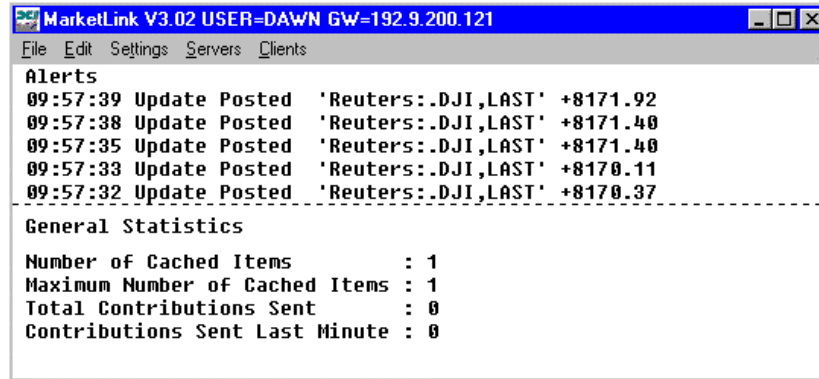 MarketLink V3.02 USER=DAWN GW=192.9.200.121
File Edit Settings Servers Clients
Alerts
09:57:39 Update Posted 'Reuters:.DJI,LAST' +8171.92
09:57:38 Update Posted 'Reuters:.DJI,LAST' +8171.40
09:57:35 Update Posted 'Reuters:.DJI,LAST' +8171.40
09:57:33 Update Posted 'Reuters:.DJI,LAST' +8170.11
09:57:32 Update Posted 'Reuters:.DJI,LAST' +8170.37
General Statistics
Number of Cached Items : 1
Maximum Number of Cached Items : 1
Total Contributions Sent : 0
Contributions Sent Last Minute : 0